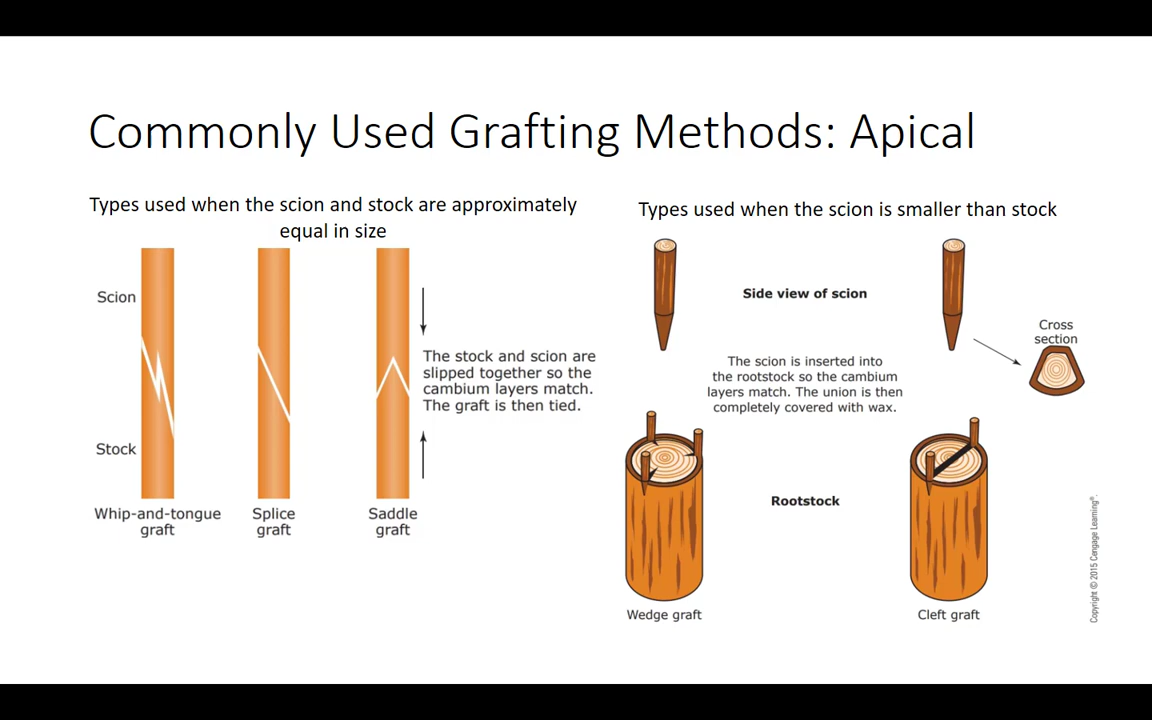 Commonly Used Grafting Methods: Apical
Types used when the scion and stock are approximately
equal in size
Scion
Stock
The stock and scion are
slipped together so the
cambium layers match.
The graft is then tied.
Whip-and-tongue
graft
Splice
graft
Saddle
graft
Types used when the scion is smaller than stock
Side view of scion
Cross
section
The scion is inserted into
the rootstock so the cambium
layers match. The union is then
completely covered with wax.
Rootstock
Wedge graft
Cleft graft
Copyright © 2015 Cengage Learning®.